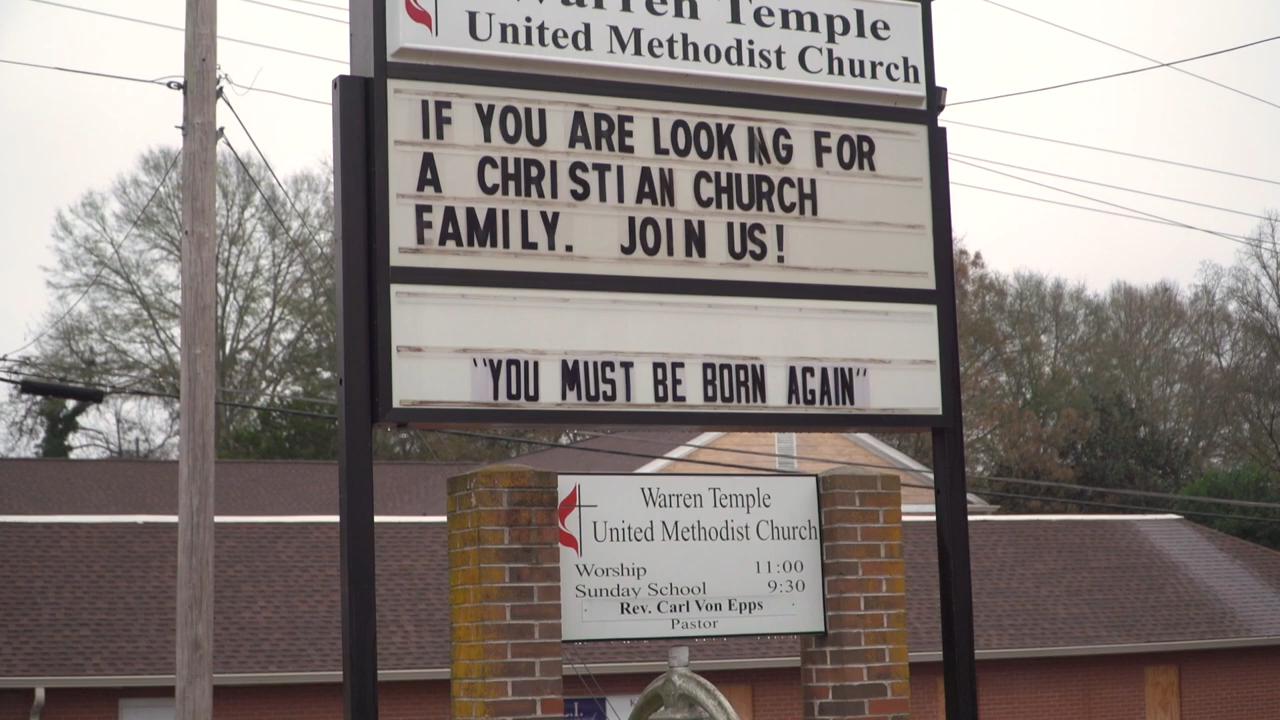 Warren Temple
United Methodist Church
IF YOU ARE LOOKING FOR
A CHRISTIAN CHURCH
FAMILY. JOIN US!
"YOU MUST BE BORN AGAIN"
Warren Temple
United Methodist Church
Worship 11:00
Sunday School 9:30
Rev. Carl Von Epps
Pastor